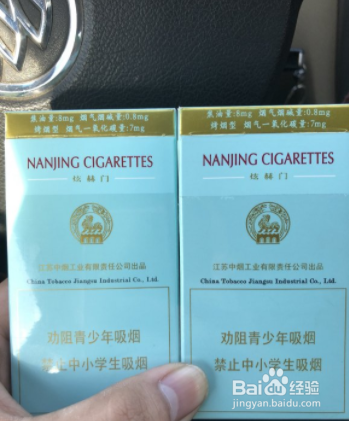 焦油量:8mg 烟气烟碱量:0.8mg
烤烟型 烟气一氧化碳量:7mg
NANJING CIGARETTES
炫赫门
江苏中烟工业有限责任公司出品
China Tobacco Jiangsu Industrial Co., Ltd.
劝阻青少年吸烟
禁止中小学生吸烟
焦油量:8mg 烟气烟碱量:0.8mg
烤烟型 烟气一氧化碳量:7mg
NANJING CIGARETTES
炫赫门
江苏中烟工业有限责任公司出品
China Tobacco Jiangsu Industrial Co., Ltd.
劝阻青少年吸烟
禁止中小学生吸烟
Baidu经验
jingyan.baidu.com